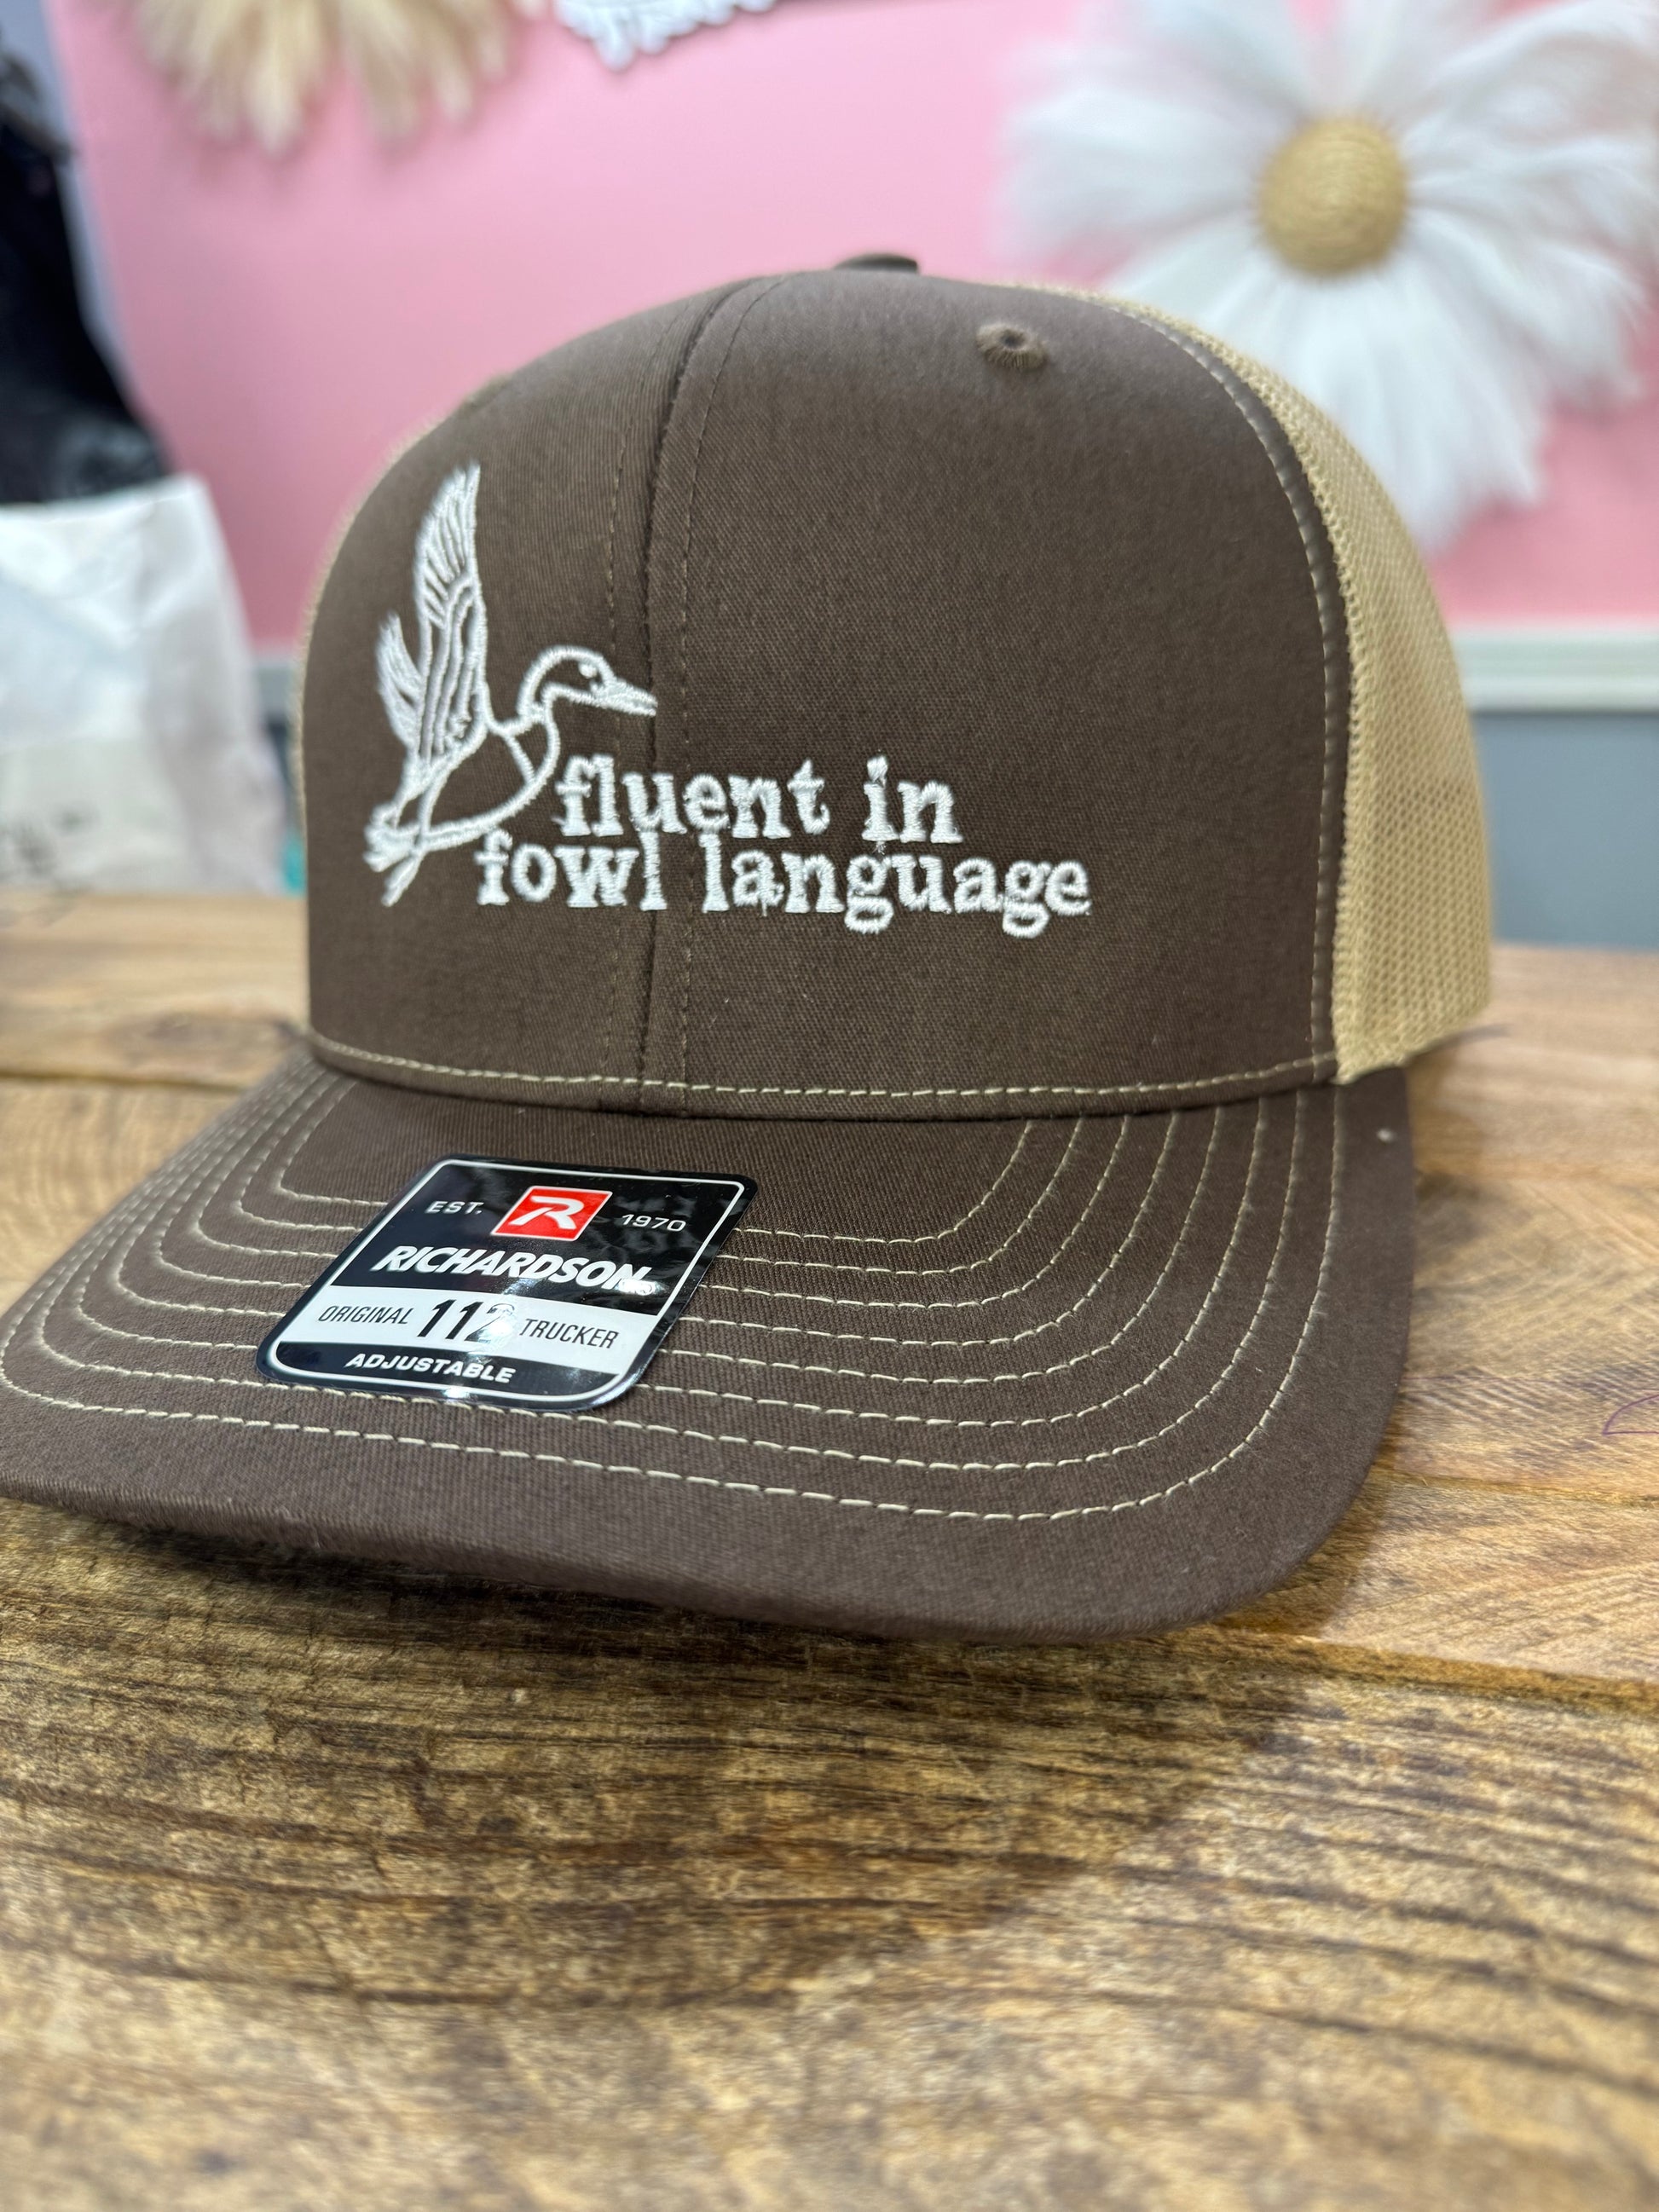 fluent in
fowl language
EST. R 1970
RICHARDSON
ORIGINAL 112 TRUCKER
ADJUSTABLE